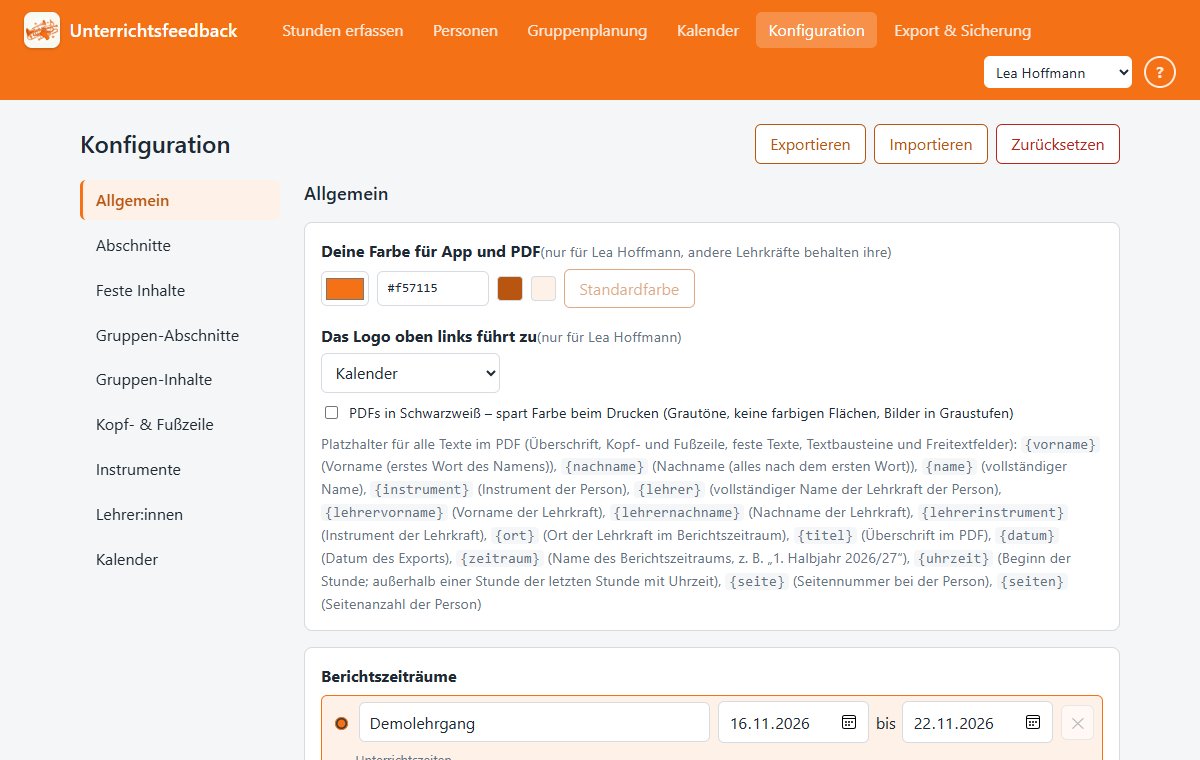 Unterrichtsfeedback
Stunden erfassen
Personen
Gruppenplanung
Kalender
Konfiguration
Export & Sicherung
Lea Hoffmann
?
Konfiguration
Exportieren
Importieren
Zurücksetzen
Allgemein
Abschnitte
Feste Inhalte
Gruppen-Abschnitte
Gruppen-Inhalte
Kopf- & Fußzeile
Instrumente
Lehrer:innen
Kalender
Allgemein
Deine Farbe für App und PDF(nur für Lea Hoffmann, andere Lehrkräfte behalten ihre)
#f57115
Standardfarbe
Das Logo oben links führt zu(nur für Lea Hoffmann)
Kalender
PDFs in Schwarzweiß – spart Farbe beim Drucken (Grautöne, keine farbigen Flächen, Bilder in Graustufen)
Platzhalter für alle Texte im PDF (Überschrift, Kopf- und Fußzeile, feste Texte, Textbausteine und Freitextfelder): {vorname}
(Vorname (erstes Wort des Namens)), {nachname} (Nachname (alles nach dem ersten Wort)), {name} (vollständiger
Name), {instrument} (Instrument der Person), {lehrer} (vollständiger Name der Lehrkraft der Person),
{lehrervorname} (Vorname der Lehrkraft), {lehrernachname} (Nachname der Lehrkraft), {lehrerinstrument}
(Instrument der Lehrkraft), {ort} (Ort der Lehrkraft im Berichtszeitraum), {titel} (Überschrift im PDF), {datum}
(Datum des Exports), {zeitraum} (Name des Berichtszeitraums, z. B. „1. Halbjahr 2026/27“), {uhrzeit} (Beginn der
Stunde; außerhalb einer Stunde der letzten Stunde mit Uhrzeit), {seite} (Seitennummer bei der Person), {seiten}
(Seitenanzahl der Person)
Berichtszeiträume
Demolehrgang
16.11.2026
bis
22.11.2026
Unterrichtszeiten